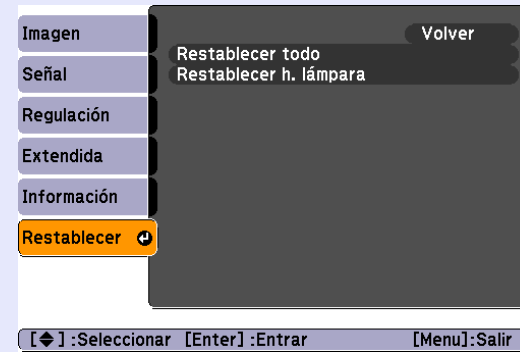 Imagen
Señal
Regulación
Extendida
Información
Restablecer
Volver
Restablecer todo
Restablecer h. lámpara
[◆] :Seleccionar [Enter] :Entrar [Menu]:Salir